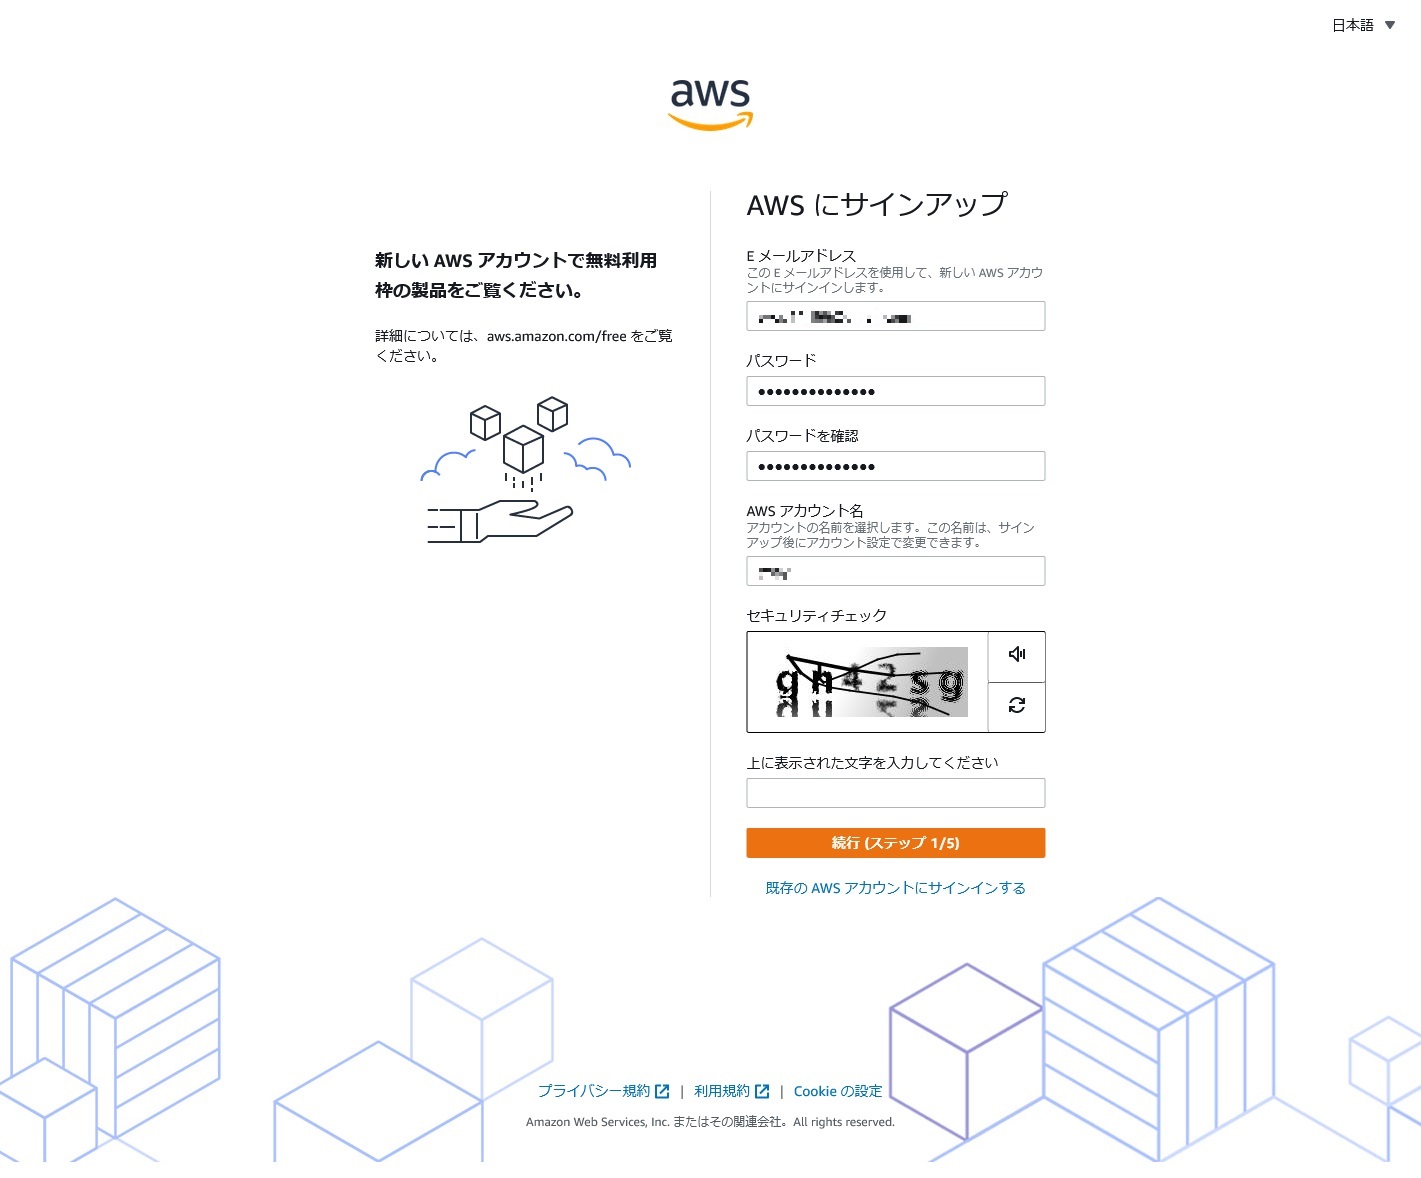 日本語
aws
AWS にサインアップ
新しい AWS アカウントで無料利用
枠の製品をご覧ください。
詳細については、aws.amazon.com/free をご覧
ください。
E メールアドレス
この E メールアドレスを使用して、新しい AWS アカウ
ントにサインインします。
パスワード
••••••••••••••
パスワードを確認
••••••••••••••
AWS アカウント名
アカウントの名前を選択します。この名前は、サイン
アップ後にアカウント設定で変更できます。
セキュリティチェック
上に表示された文字を入力してください
続行 (ステップ 1/5)
既存の AWS アカウントにサインインする
プライバシー規約 | 利用規約 | Cookie の設定
Amazon Web Services, Inc. またはその関連会社。All rights reserved.